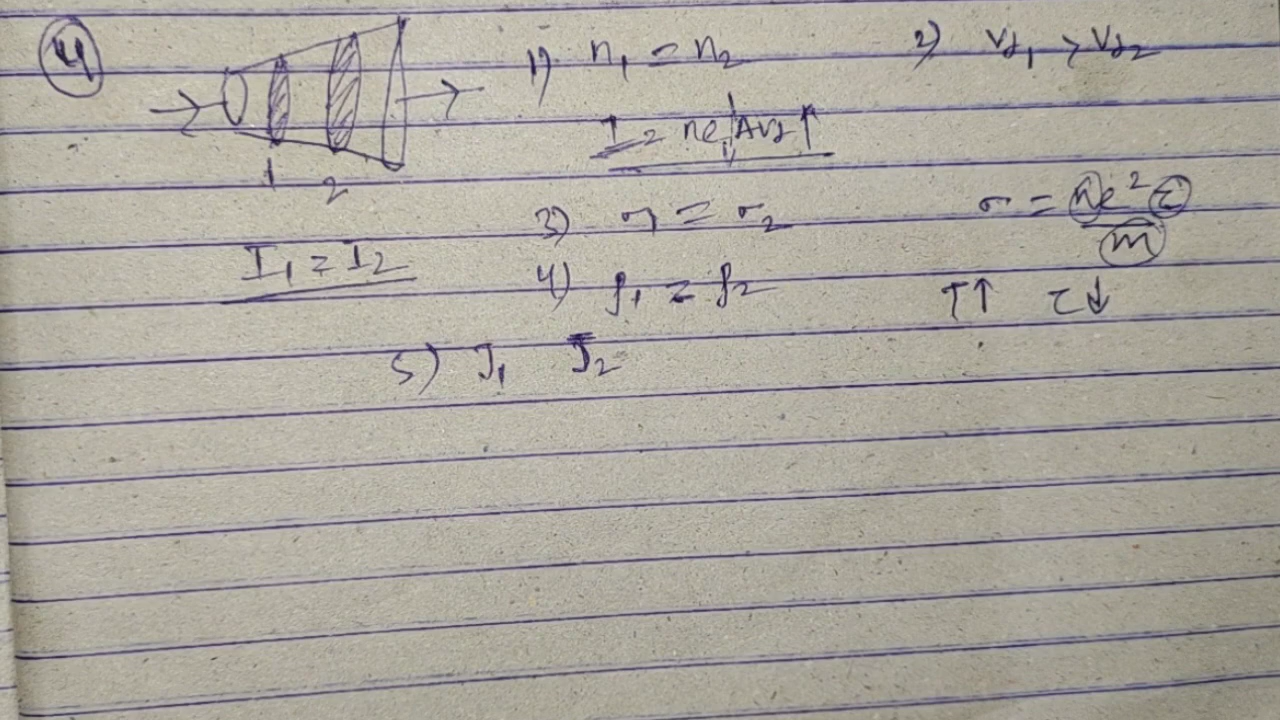 4
1) n₁ = n₂ 2) Vd₁ > Vd₂
I = neAvd ↓ ↑
1 2
3) σ₁ = σ₂ σ = ne²τ/m
I₁ = I₂
4) ρ₁ = ρ₂ T↑ τ↓
5) J₁ J₂